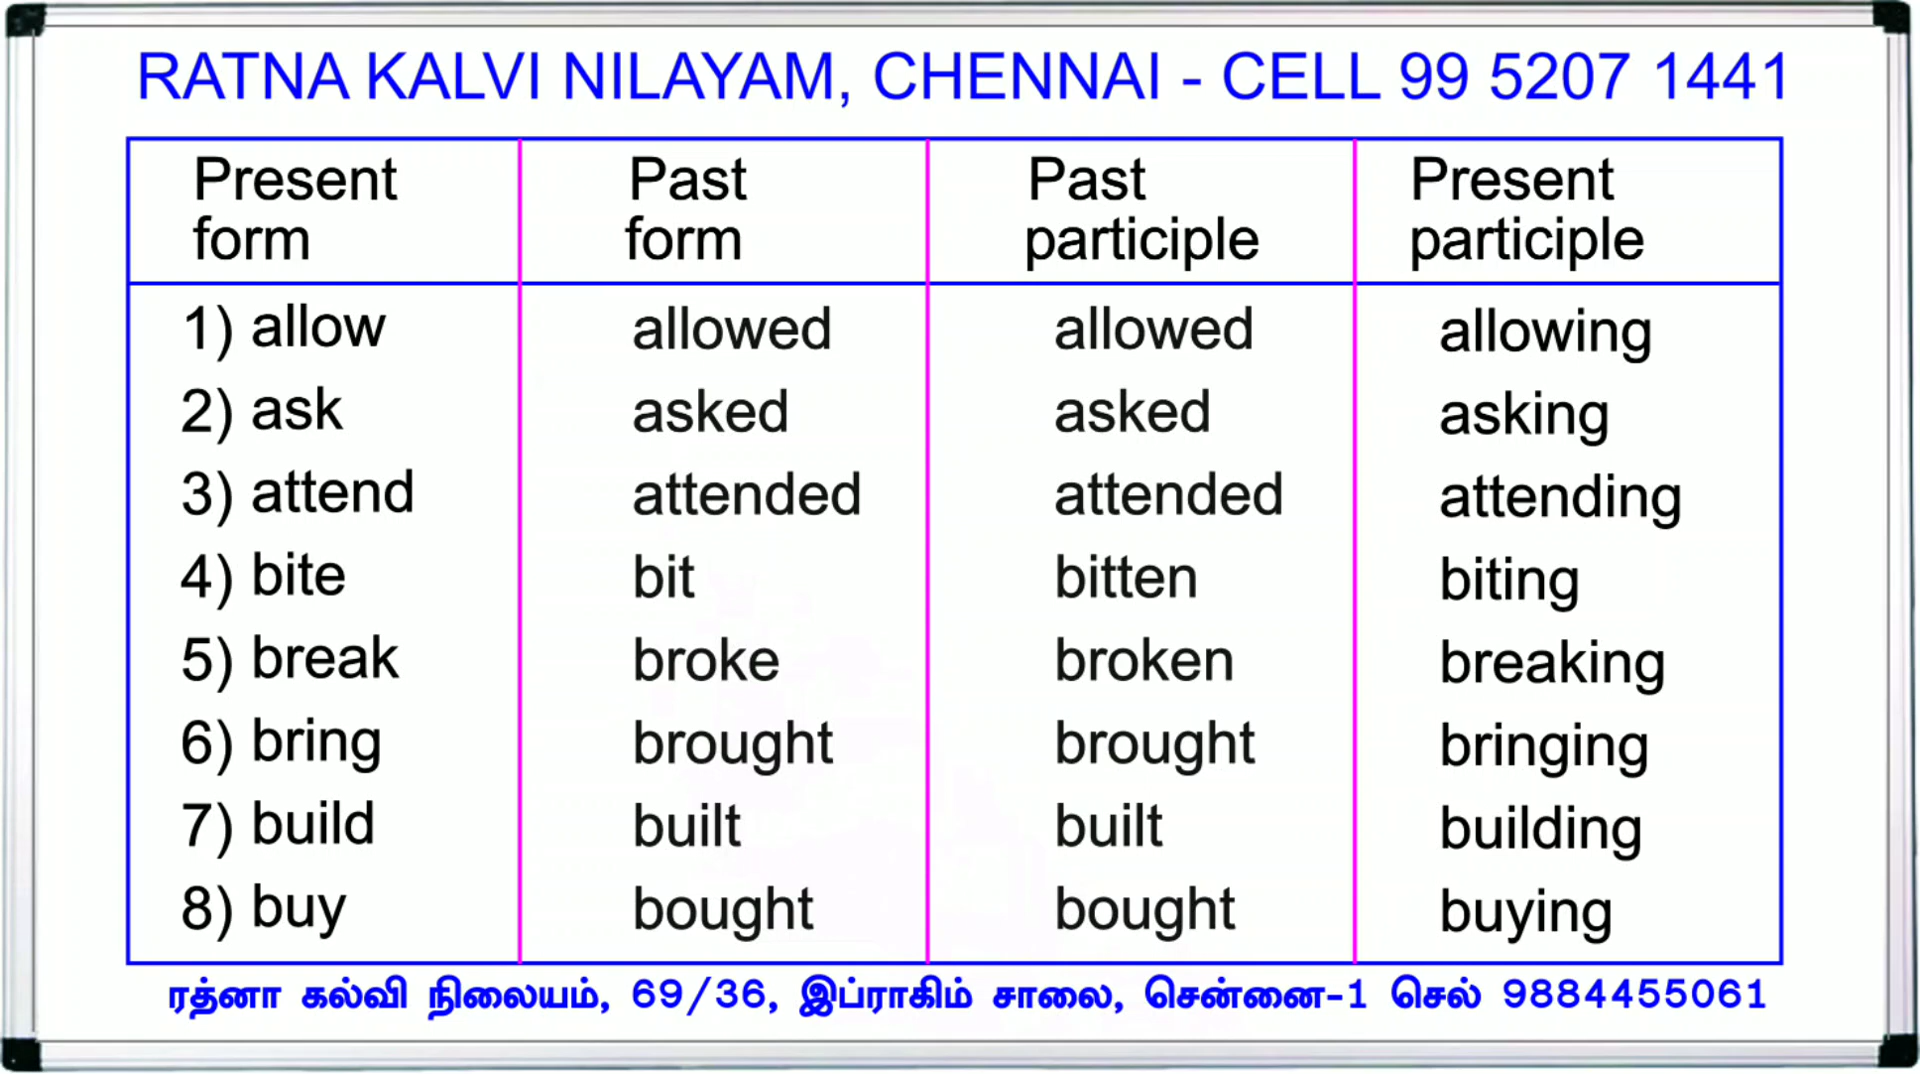 RATNA KALVI NILAYAM, CHENNAI - CELL 99 5207 1441
Present form Past form Past participle Present participle
1) allow allowed allowed allowing
2) ask asked asked asking
3) attend attended attended attending
4) bite bit bitten biting
5) break broke broken breaking
6) bring brought brought bringing
7) build built built building
8) buy bought bought buying
ரத்னா கல்வி நிலையம், 69/36, இப்ராகிம் சாலை, சென்னை-1 செல் 9884455061